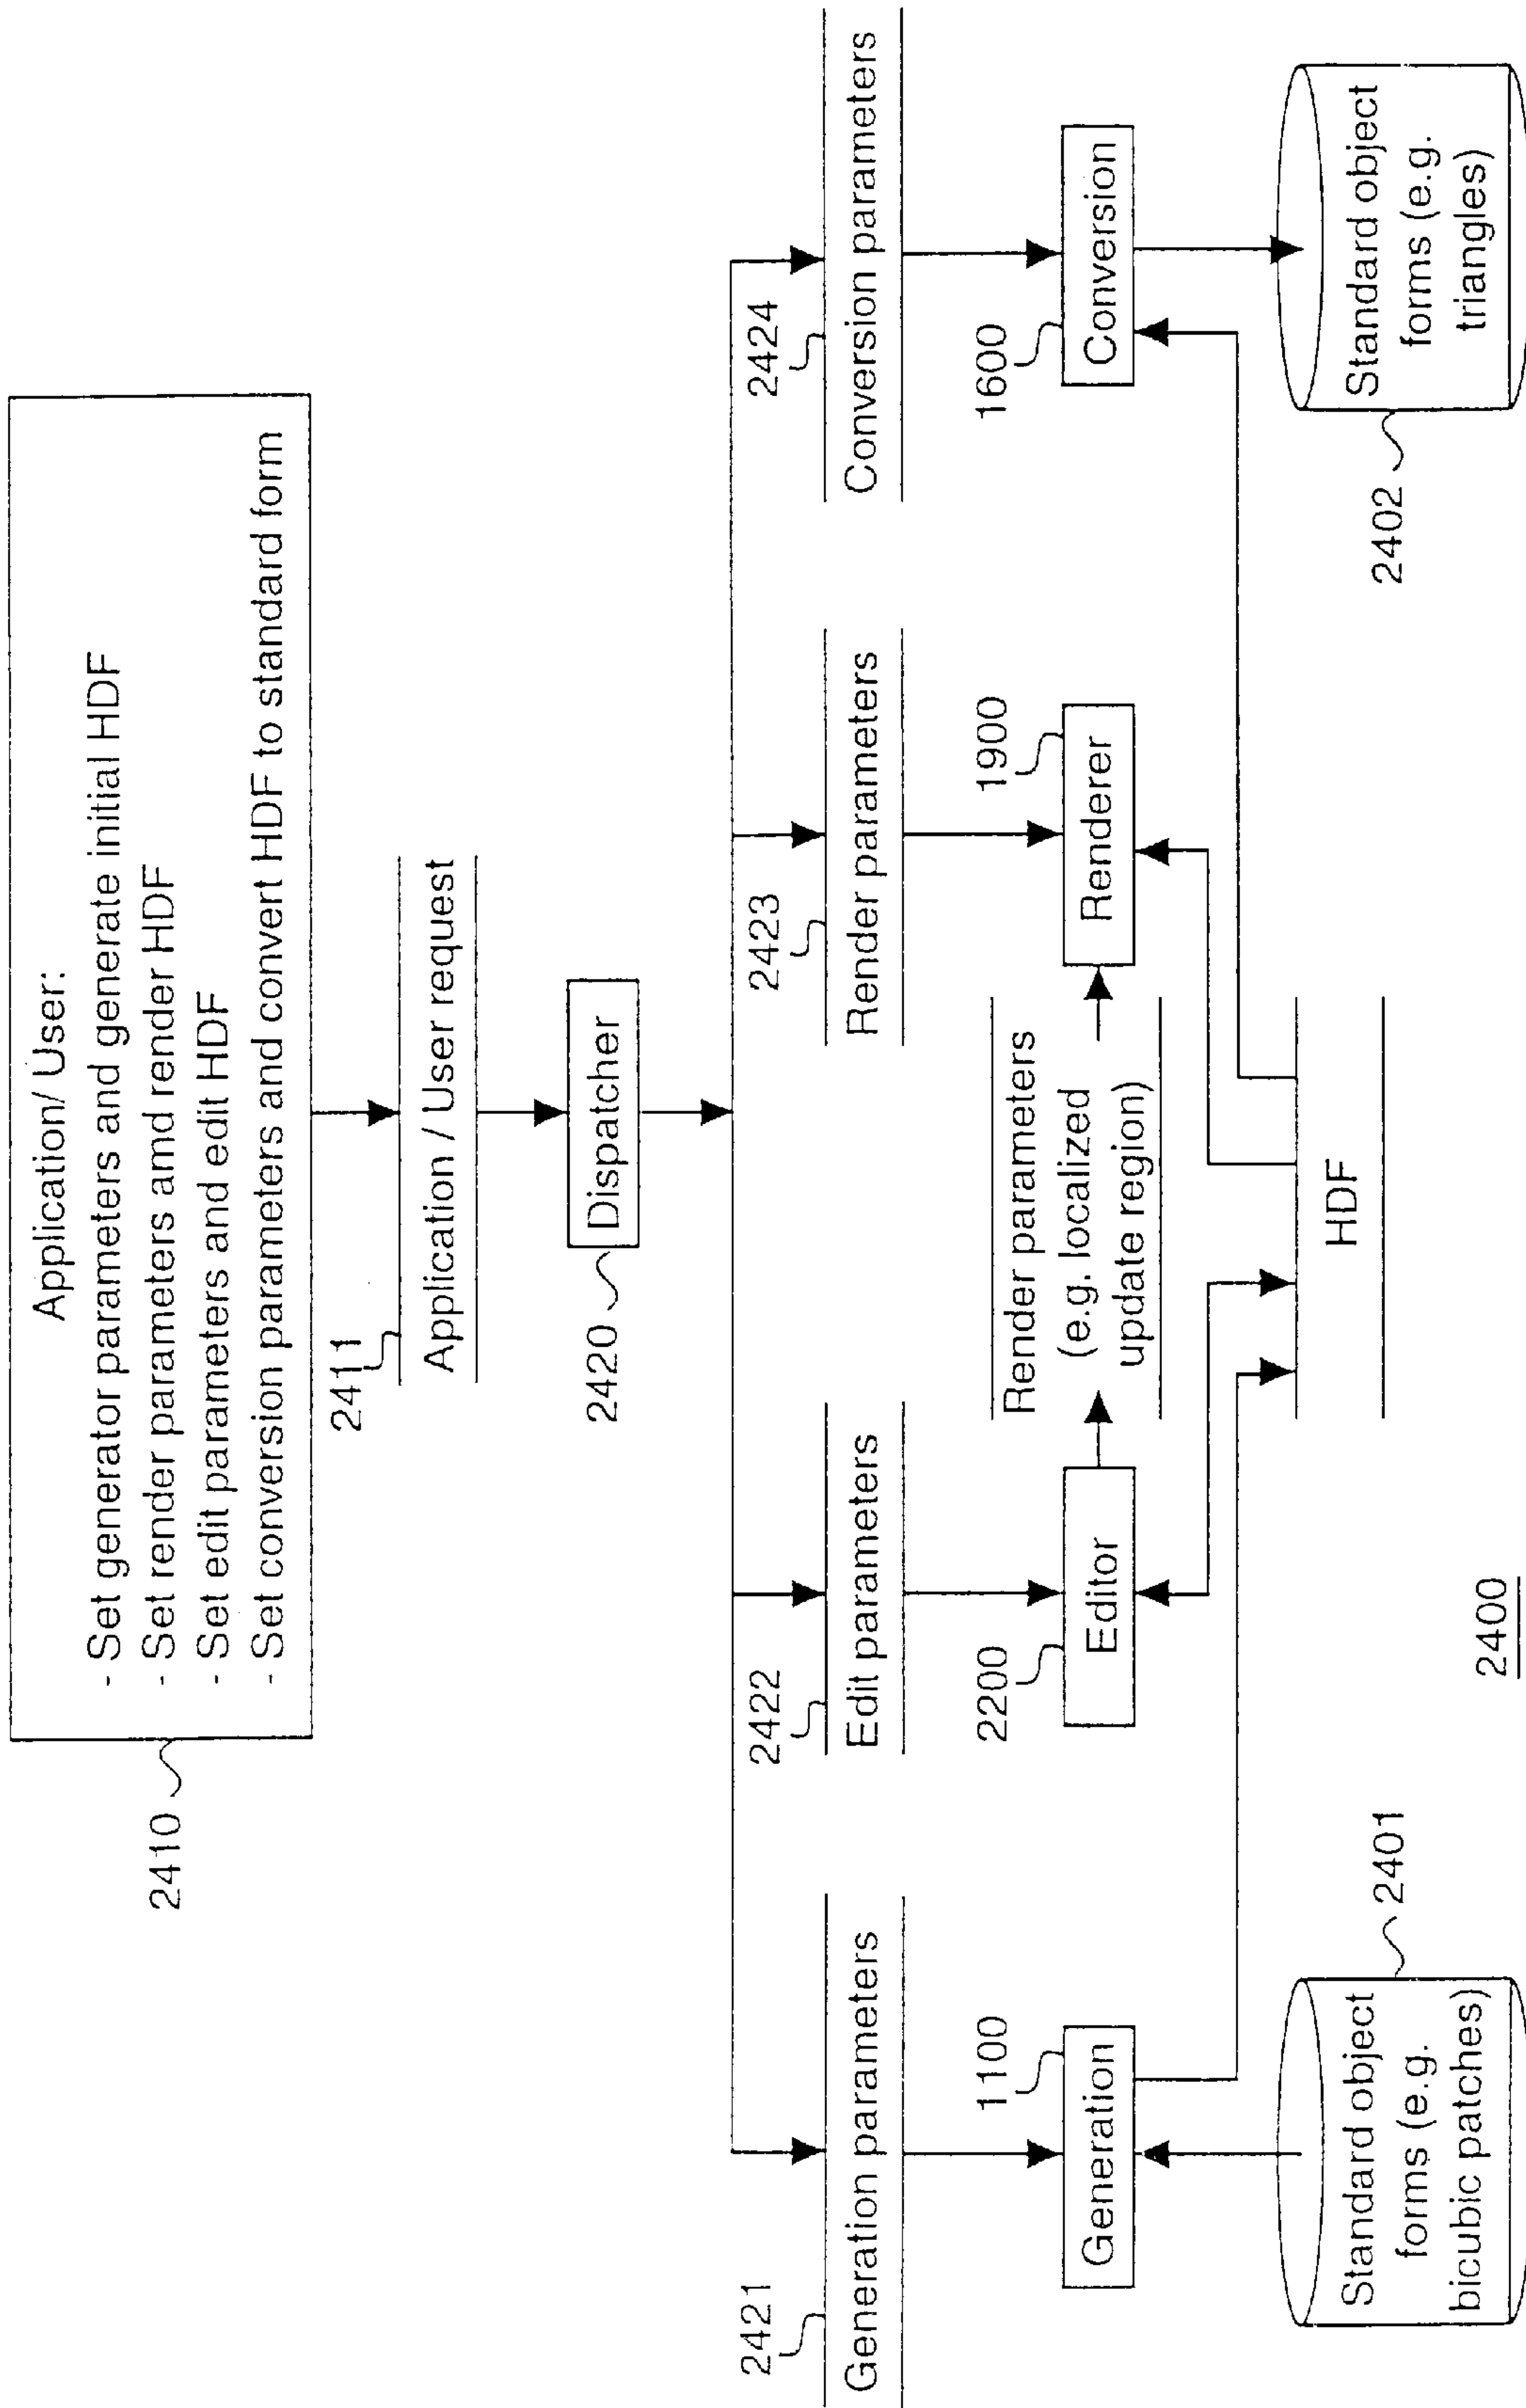 Application/ User:
- Set generator parameters and generate initial HDF
- Set render parameters amd render HDF
- Set edit parameters and edit HDF
- Set conversion parameters and convert HDF to standard form
2410
2411
Application / User request
2420
Dispatcher
2421
Generation parameters
2422
Edit parameters
2423
Render parameters
2424
Conversion parameters
1100
Generation
2200
Editor
Render parameters
(e.g. localized
update region)
1900
Renderer
1600
Conversion
Standard object
forms (e.g.
bicubic patches)
2401
HDF
2402
Standard object
forms (e.g.
triangles)
2400